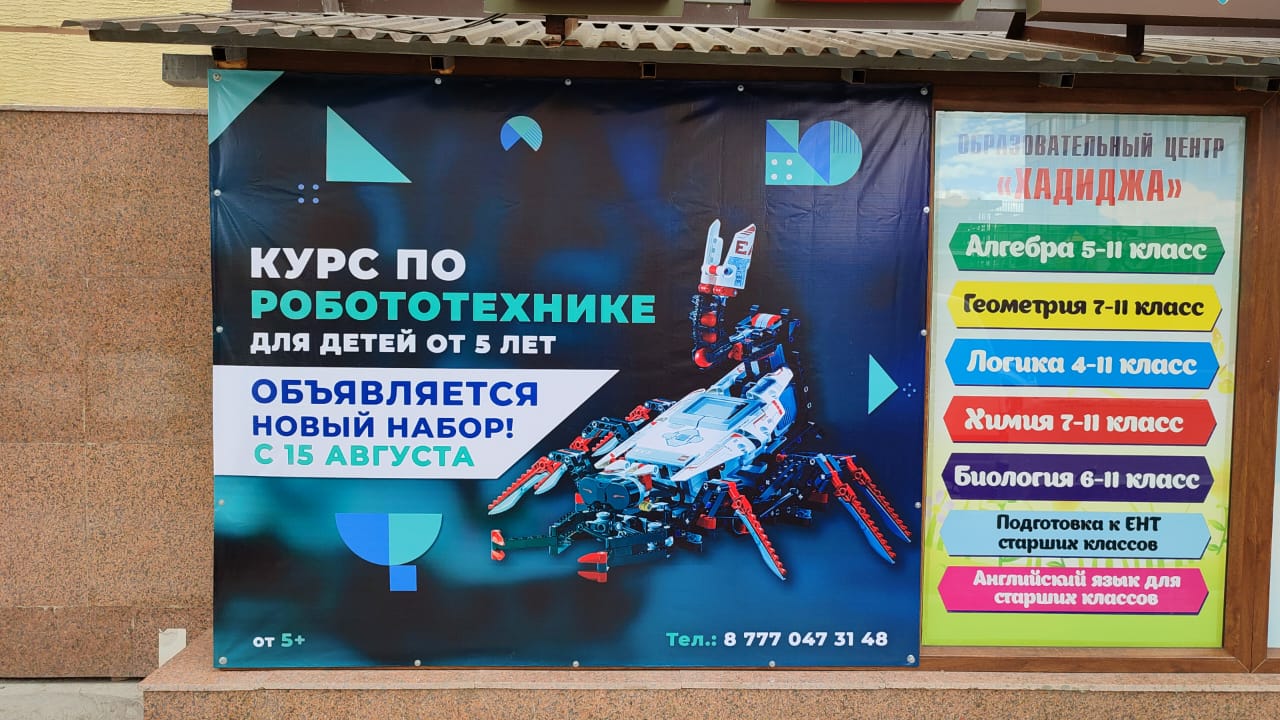 КУРС ПО
РОБОТОТЕХНИКЕ
ДЛЯ ДЕТЕЙ ОТ 5 ЛЕТ
ОБЪЯВЛЯЕТСЯ
НОВЫЙ НАБОР!
С 15 АВГУСТА
от 5+
Тел.: 8 777 047 31 48
ОБРАЗОВАТЕЛЬНЫЙ ЦЕНТР
«ХАДИДЖА»
Алгебра 5-11 класс
Геометрия 7-11 класс
Логика 4-11 класс
Химия 7-11 класс
Биология 6-11 класс
Подготовка к ЕНТ
старших классов
Английский язык для
старших классов